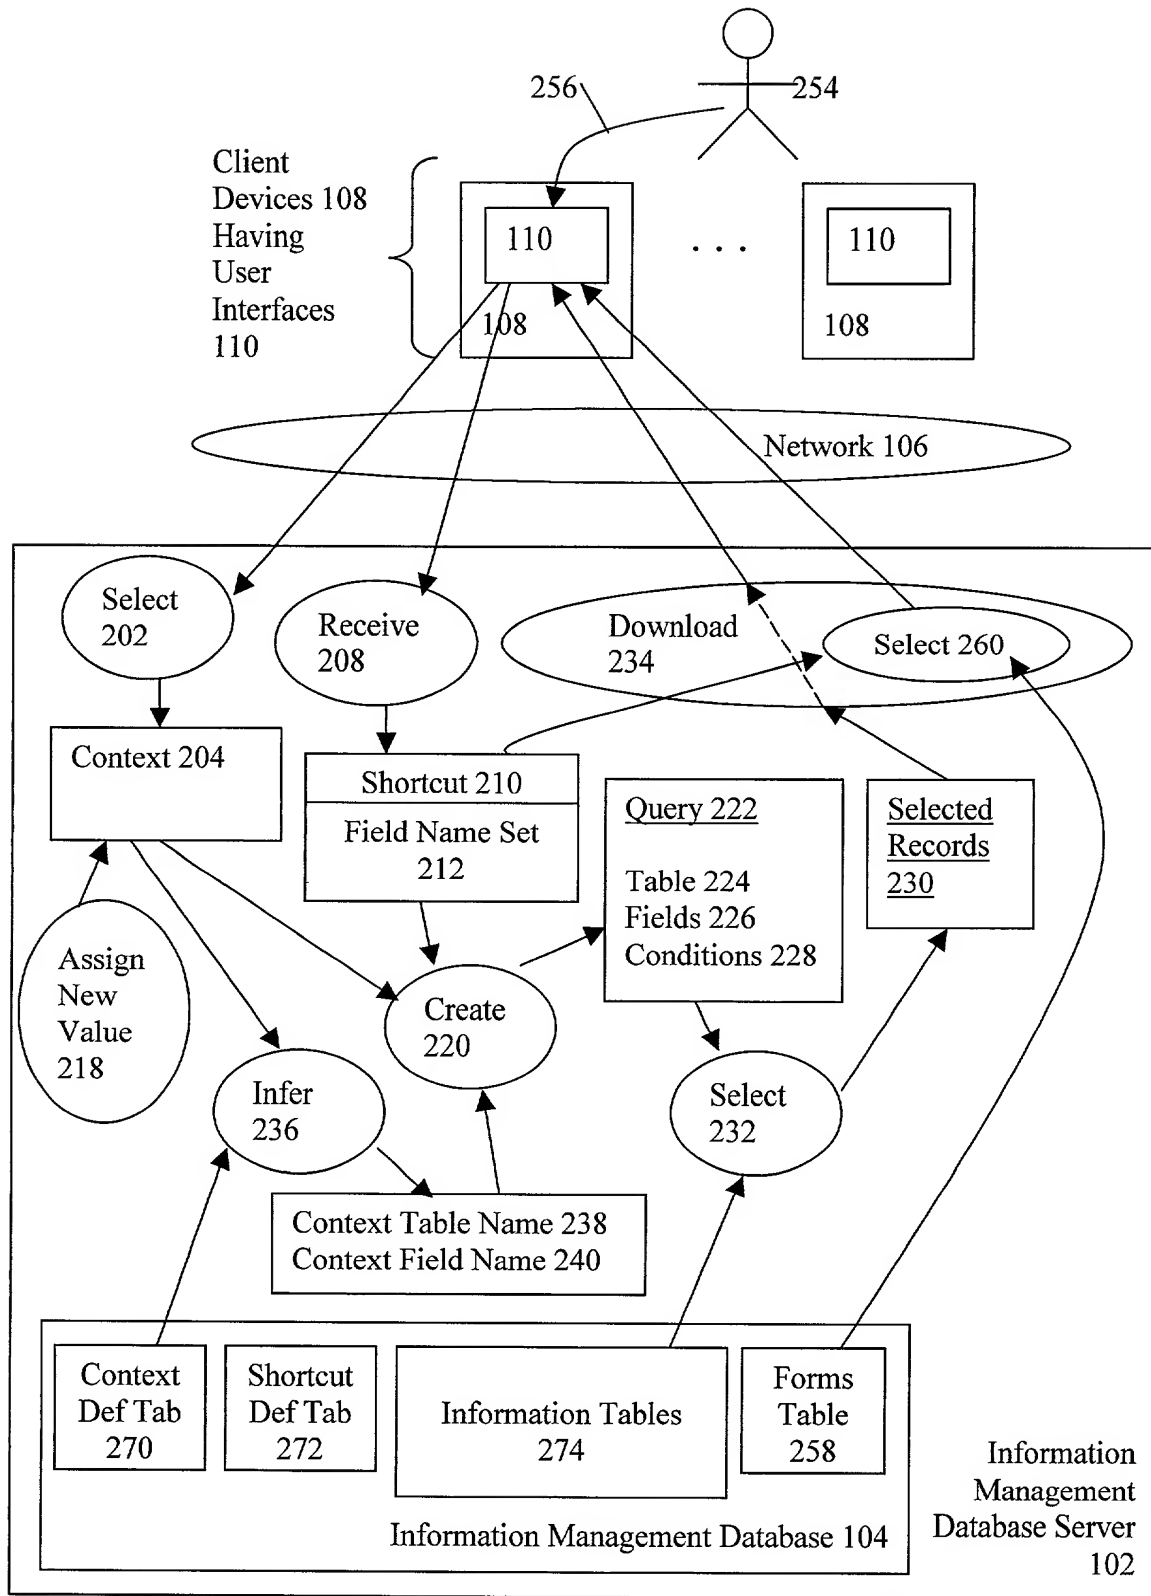 256
254
Client
Devices 108
Having
User
Interfaces
110
110
108
. . .
110
108
Network 106
Select
202
Receive
208
Download
234
Select 260
Context 204
Shortcut 210
Field Name Set
212
Query 222
Table 224
Fields 226
Conditions 228
Selected
Records
230
Assign
New
Value
218
Create
220
Infer
236
Select
232
Context Table Name 238
Context Field Name 240
Context
Def Tab
270
Shortcut
Def Tab
272
Information Tables
274
Forms
Table
258
Information Management Database 104
Information
Management
Database Server
102